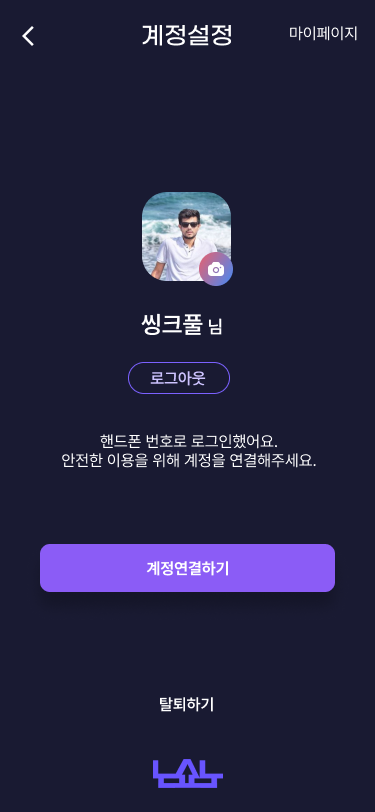 계정설정
마이페이지
씽크풀 님
로그아웃
핸드폰 번호로 로그인했어요.
안전한 이용을 위해 계정을 연결해주세요.
계정연결하기
탈퇴하기